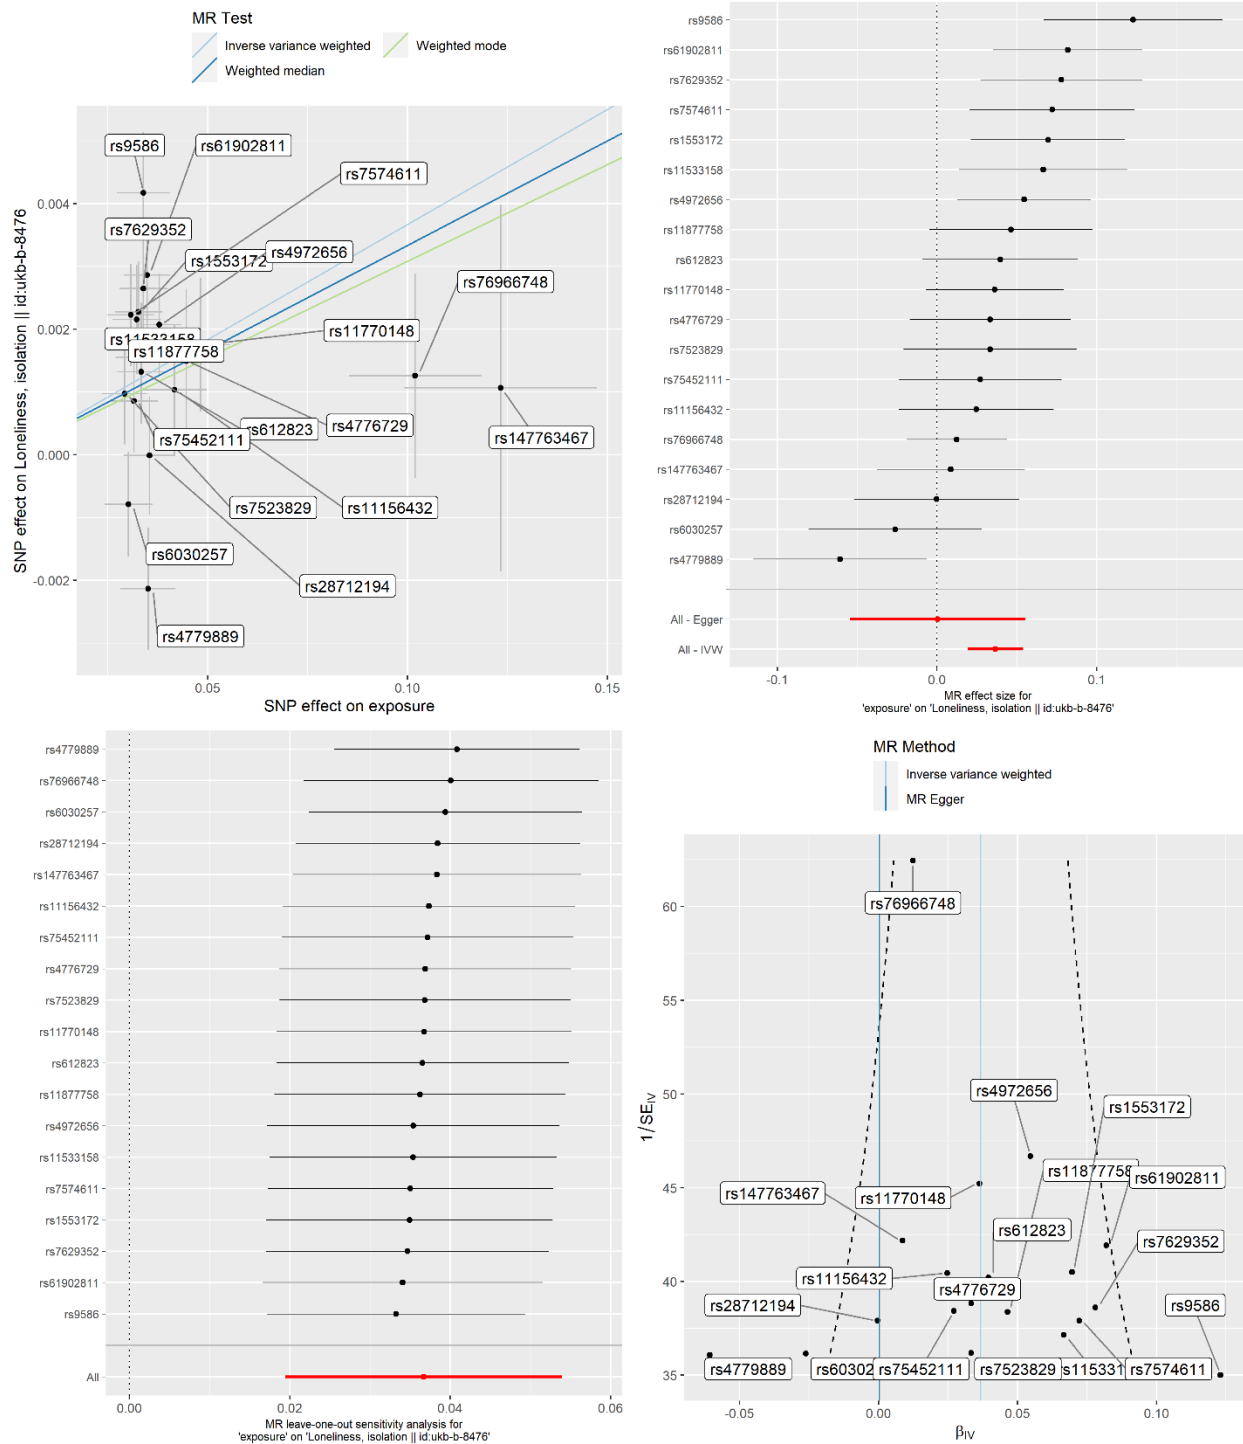 MR Test
Inverse variance weighted
Weighted mode
Weighted median
SNP effect on Loneliness, isolation || id:ukb-b-8476
0.004
0.002
0.000
-0.002
rs9586
rs61902811
rs7574611
rs7629352
rs4972656
rs1553172
rs76966748
rs11770148
rs11533158
rs11877758
rs612823
rs4776729
rs75452111
rs147763467
rs7523829
rs11156432
rs6030257
rs28712194
rs4779889
0.05
0.10
0.15
SNP effect on exposure
rs9586
rs61902811
rs7629352
rs7574611
rs1553172
rs11533158
rs4972656
rs11877758
rs612823
rs11770148
rs4776729
rs7523829
rs75452111
rs11156432
rs76966748
rs147763467
rs28712194
rs6030257
rs4779889
All - Egger
All - IVW
-0.1
0.0
0.1
MR effect size for
'exposure' on 'Loneliness, isolation || id:ukb-b-8476'
rs4779889
rs76966748
rs6030257
rs28712194
rs147763467
rs11156432
rs75452111
rs4776729
rs7523829
rs11770148
rs612823
rs11877758
rs4972656
rs11533158
rs7574611
rs1553172
rs7629352
rs61902811
rs9586
All
0.00
0.02
0.04
0.06
MR leave-one-out sensitivity analysis for
'exposure' on 'Loneliness, isolation || id:ukb-b-8476'
MR Method
Inverse variance weighted
MR Egger
1/SEIV
60
55
50
45
40
35
rs76966748
rs4972656
rs1553172
rs11877758
rs61902811
rs147763467
rs11770148
rs612823
rs7629352
rs11156432
rs4776729
rs28712194
rs9586
rs4779889
rs60302
rs75452111
rs7523829
rs115331
rs7574611
-0.05
0.00
0.05
0.10
βIV